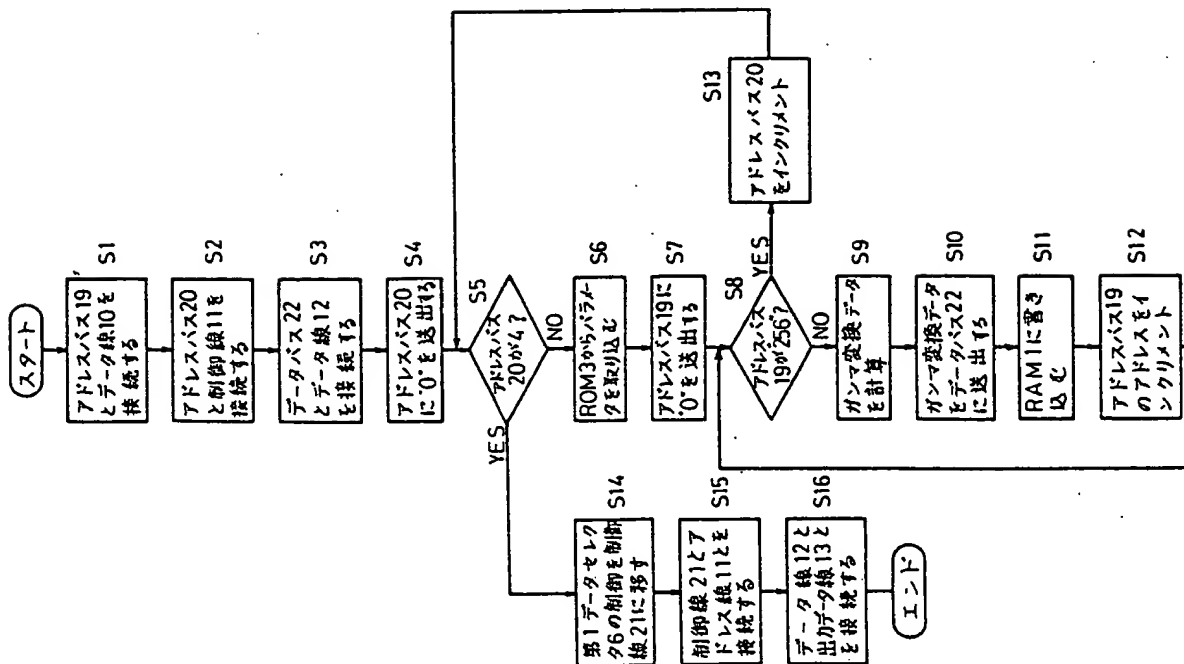 スタート
S1
アドレスバス19
とデータ線10を
接続する
S2
アドレスバス20
と制御線11を
接続する
S3
データバス22
とデータ線12
を接続する
S4
アドレスバス20
に"0"を送出する
S5
アドレスバス
20が4?
YES
NO
S6
ROM3からパラメー
タを取り込む
S7
アドレスバス19に
"0"を送出する
S8
アドレスバス
19が256?
YES
NO
S13
アドレスバス20
をインクリメント
S9
ガンマ変換データ
を計算
S10
ガンマ変換データ
をデータバス22
に送出する
S11
RAM1に書き
込む
S12
アドレスバス19
のアドレスをイ
ンクリメント
S14
第1データセレク
タ6の制御を制御
線21に移す
S15
制御線21とア
ドレス線11とを
接続する
S16
データ線12と
出力データ線13と
を接続する
エンド